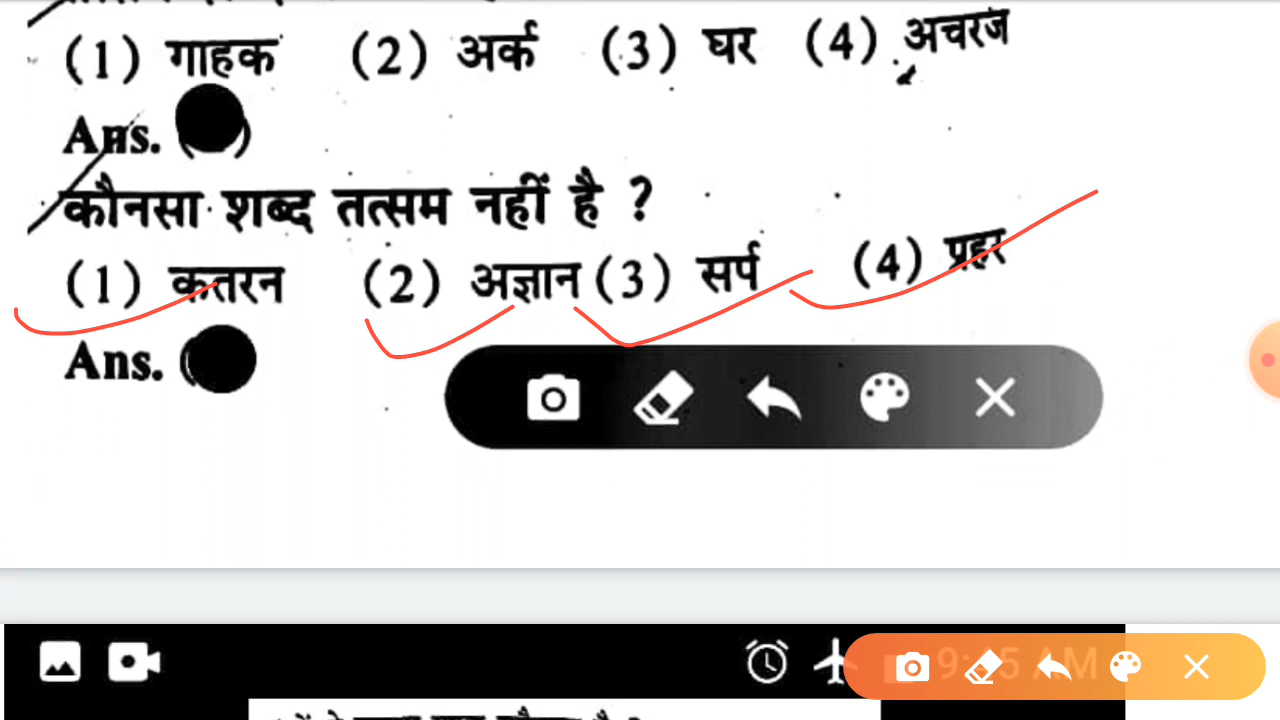 (1) गाहक (2) अर्क (3) घर (4) अचरज
Ans. ( )
कौनसा शब्द तत्सम नहीं है ?
(1) कतरन (2) अज्ञान (3) सर्प (4) प्रहर
Ans. (
AM